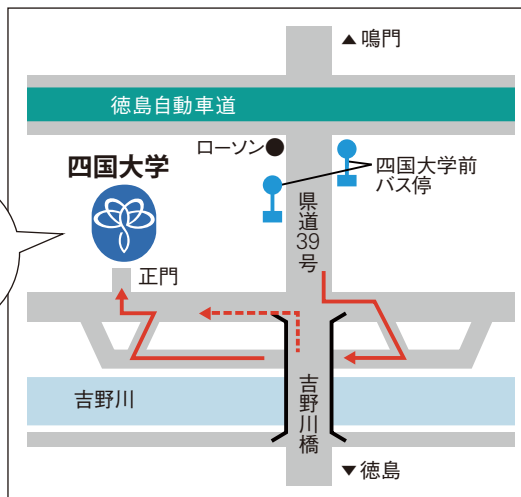 ▲鳴門
徳島自動車道
ローソン
四国大学
四国大学前
バス停
県道39号
正門
吉野川
吉野川橋
▼徳島